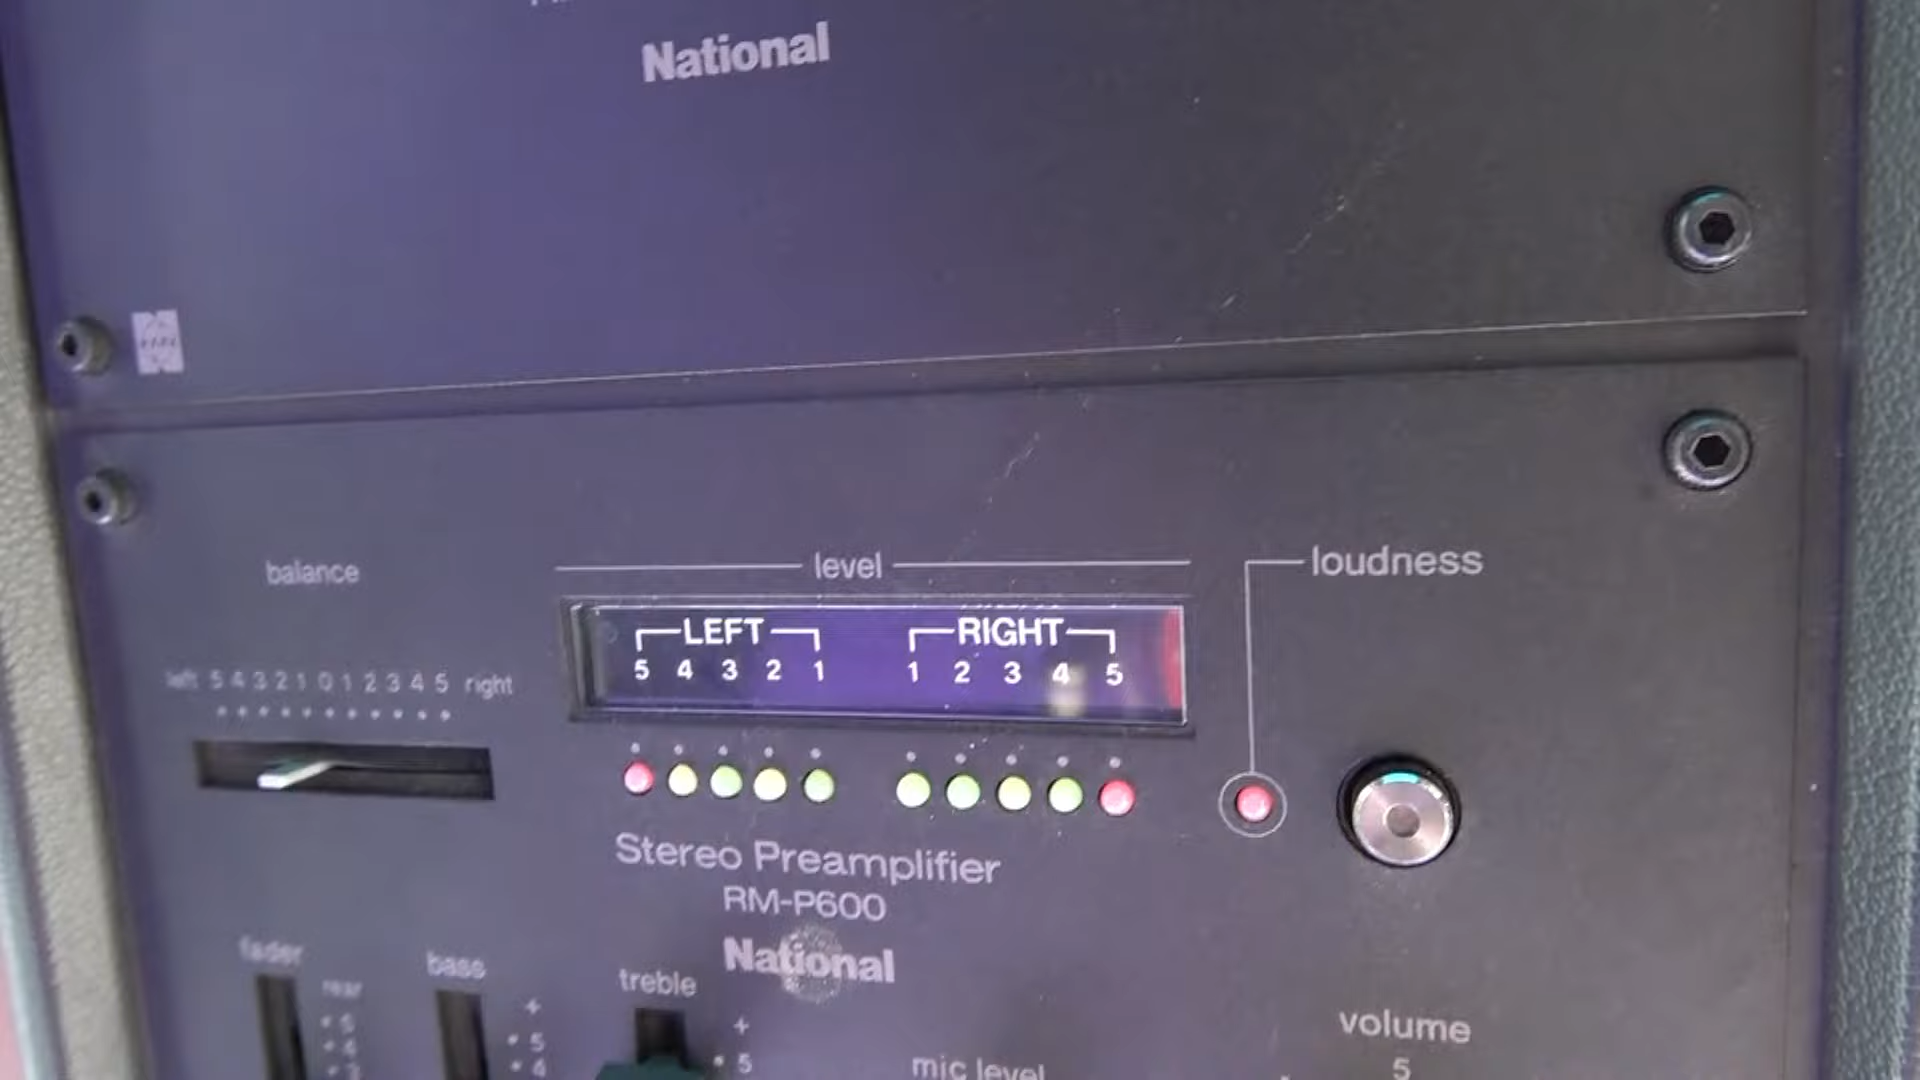 National
balance
level
loudness
LEFT
RIGHT
5 4 3 2 1
1 2 3 4 5
left 5 4 3 2 1 0 1 2 3 4 5 right
Stereo Preamplifier
RM-P600
National
fader
bass
treble
rear
5
4
3
+
5
4
+
5
mic level
volume
5